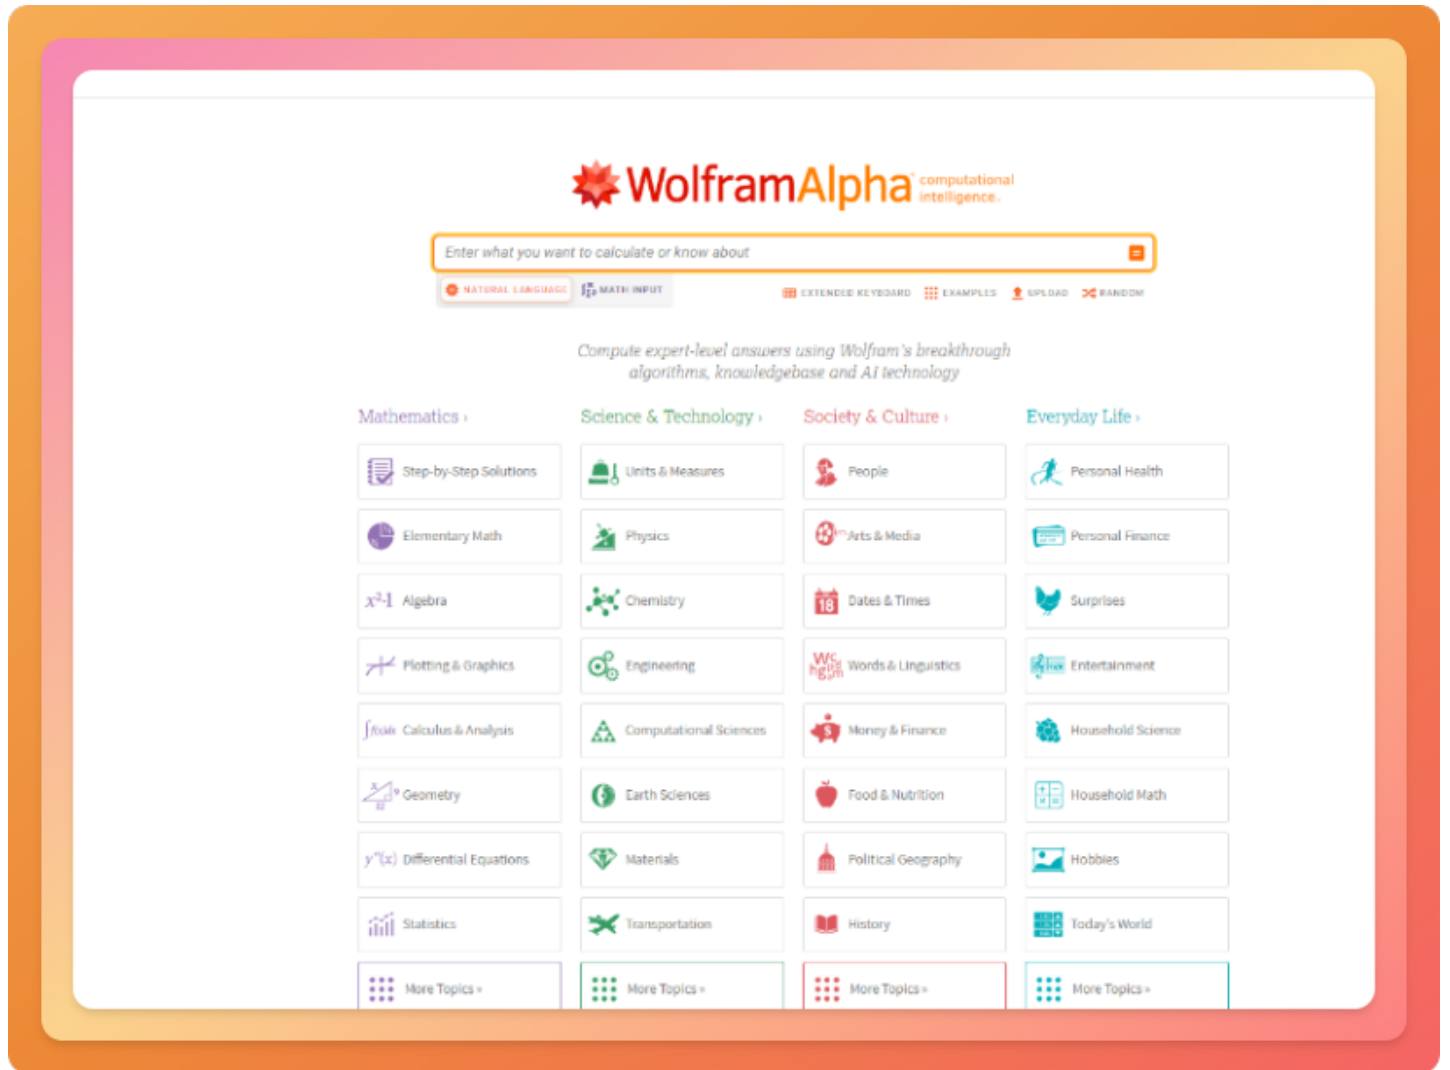 WolframAlpha computational intelligence.
Enter what you want to calculate or know about
NATURAL LANGUAGE MATH INPUT EXTENDED KEYBOARD EXAMPLES UPLOAD RANDOM
Compute expert-level answers using Wolfram's breakthrough
algorithms, knowledgebase and AI technology
Mathematics ›
Step-by-Step Solutions
Elementary Math
x²-1 Algebra
Plotting & Graphics
Calculus & Analysis
Geometry
y″(x) Differential Equations
Statistics
More Topics »
Science & Technology ›
Units & Measures
Physics
Chemistry
Engineering
Computational Sciences
Earth Sciences
Materials
Transportation
More Topics »
Society & Culture ›
People
Arts & Media
18 Dates & Times
Words & Linguistics
Money & Finance
Food & Nutrition
Political Geography
History
More Topics »
Everyday Life ›
Personal Health
Personal Finance
Surprises
Entertainment
Household Science
Household Math
Hobbies
Today's World
More Topics »